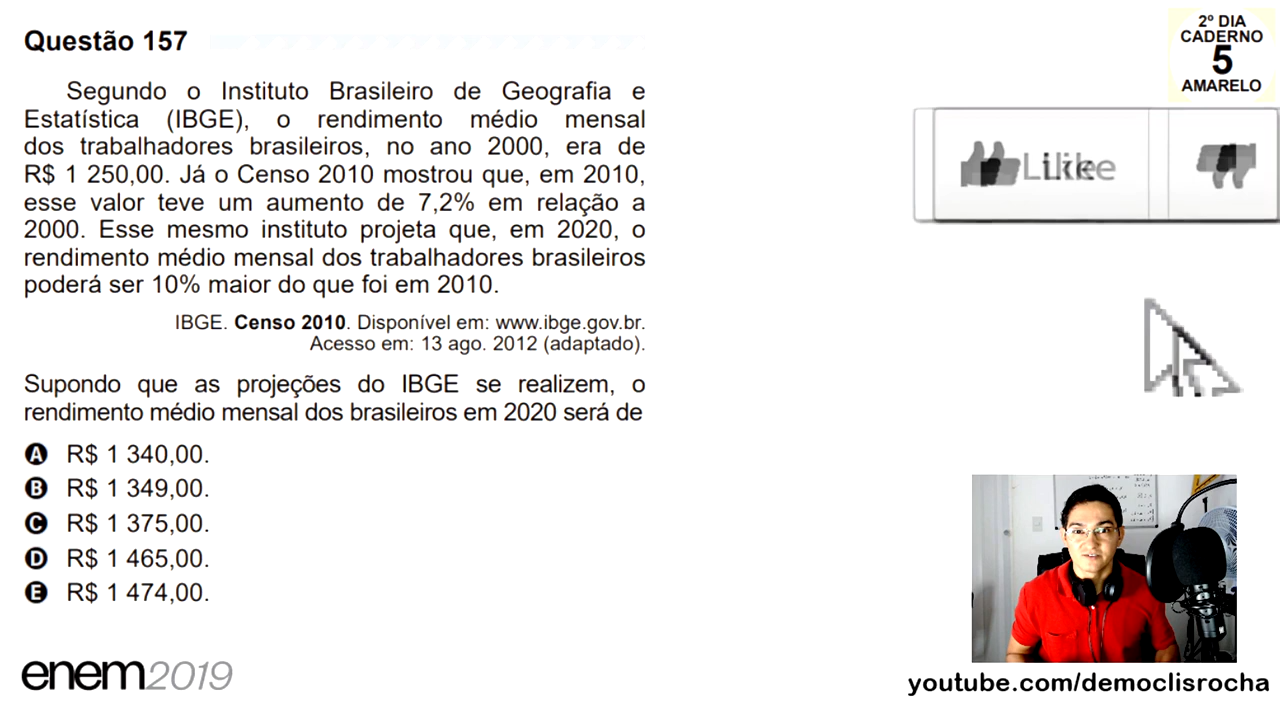 Questão 157
Segundo o Instituto Brasileiro de Geografia e
Estatística (IBGE), o rendimento médio mensal
dos trabalhadores brasileiros, no ano 2000, era de
R$ 1 250,00. Já o Censo 2010 mostrou que, em 2010,
esse valor teve um aumento de 7,2% em relação a
2000. Esse mesmo instituto projeta que, em 2020, o
rendimento médio mensal dos trabalhadores brasileiros
poderá ser 10% maior do que foi em 2010.
IBGE. Censo 2010. Disponível em: www.ibge.gov.br.
Acesso em: 13 ago. 2012 (adaptado).
Supondo que as projeções do IBGE se realizem, o
rendimento médio mensal dos brasileiros em 2020 será de
A R$ 1 340,00.
B R$ 1 349,00.
C R$ 1 375,00.
D R$ 1 465,00.
E R$ 1 474,00.
enem2019
2º DIA
CADERNO
5
AMARELO
Like
youtube.com/democlisrocha